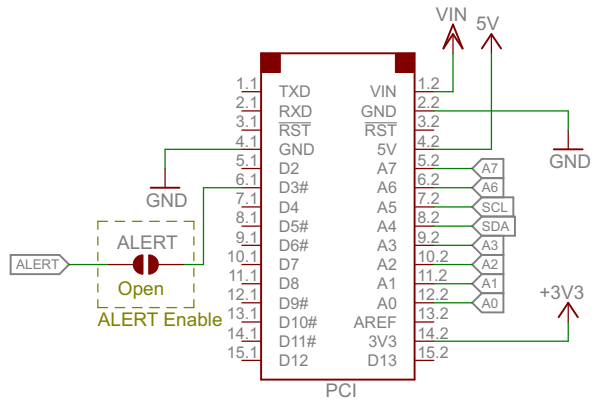 VIN
5V
1.1 TXD VIN 1.2
2.1 RXD GND 2.2
3.1 RST RST 3.2
4.1 GND 5V 4.2
GND
5.1 D2 A7 5.2 A7
6.1 D3# A6 6.2 A6
GND
7.1 D4 A5 7.2 SCL
8.1 D5# A4 8.2 SDA
ALERT
9.1 D6# A3 9.2 A3
ALERT
10.1 D7 A2 10.2 A2
11.1 D8 A1 11.2 A1
Open
12.1 D9# A0 12.2 A0
+3V3
ALERT Enable
13.1 D10# AREF 13.2
14.1 D11# 3V3 14.2
15.1 D12 D13 15.2
PCI